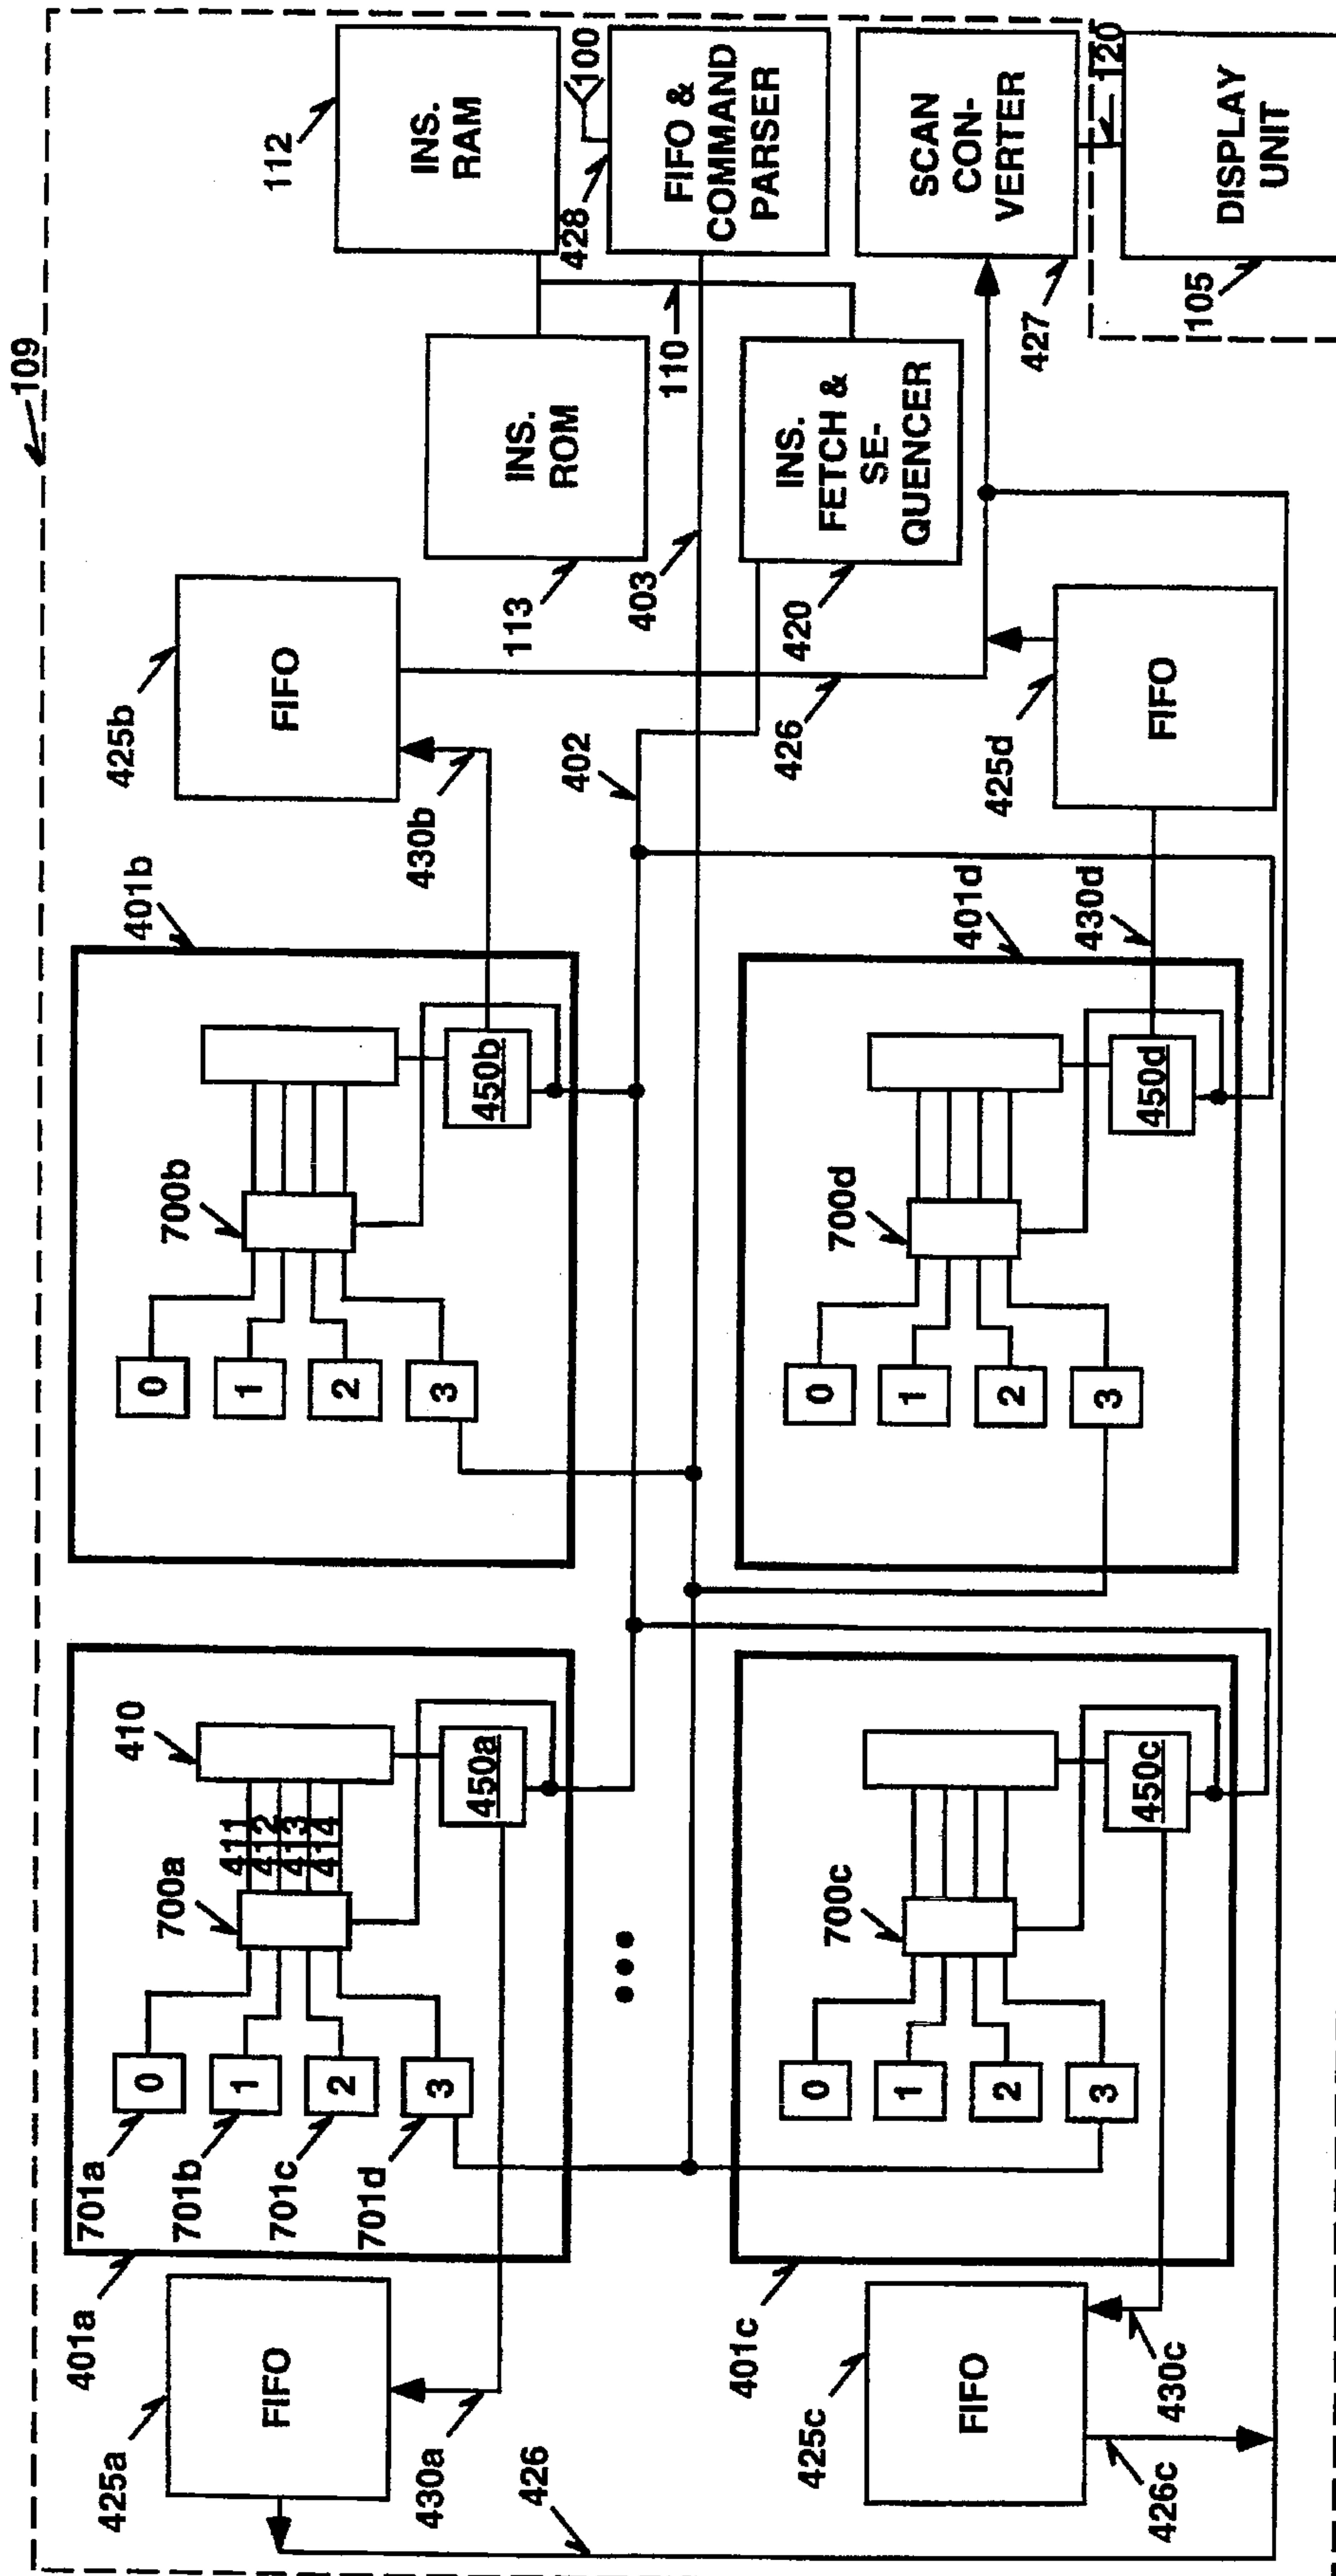 109
425a
FIFO
430a
426
401a
701a
0
701b
1
701c
2
701d
3
700a
411
412
413
414
410
450a
401b
0
1
2
3
700b
450b
430b
425b
FIFO
402
403
113
INS.
ROM
112
INS.
RAM
110
428
100
FIFO &
COMMAND
PARSER
420
INS.
FETCH &
SE-
QUENCER
426
427
SCAN
CON-
VERTER
120
105
DISPLAY
UNIT
425c
FIFO
430c
426c
401c
0
1
2
3
700c
450c
401d
0
1
2
3
700d
450d
430d
425d
FIFO